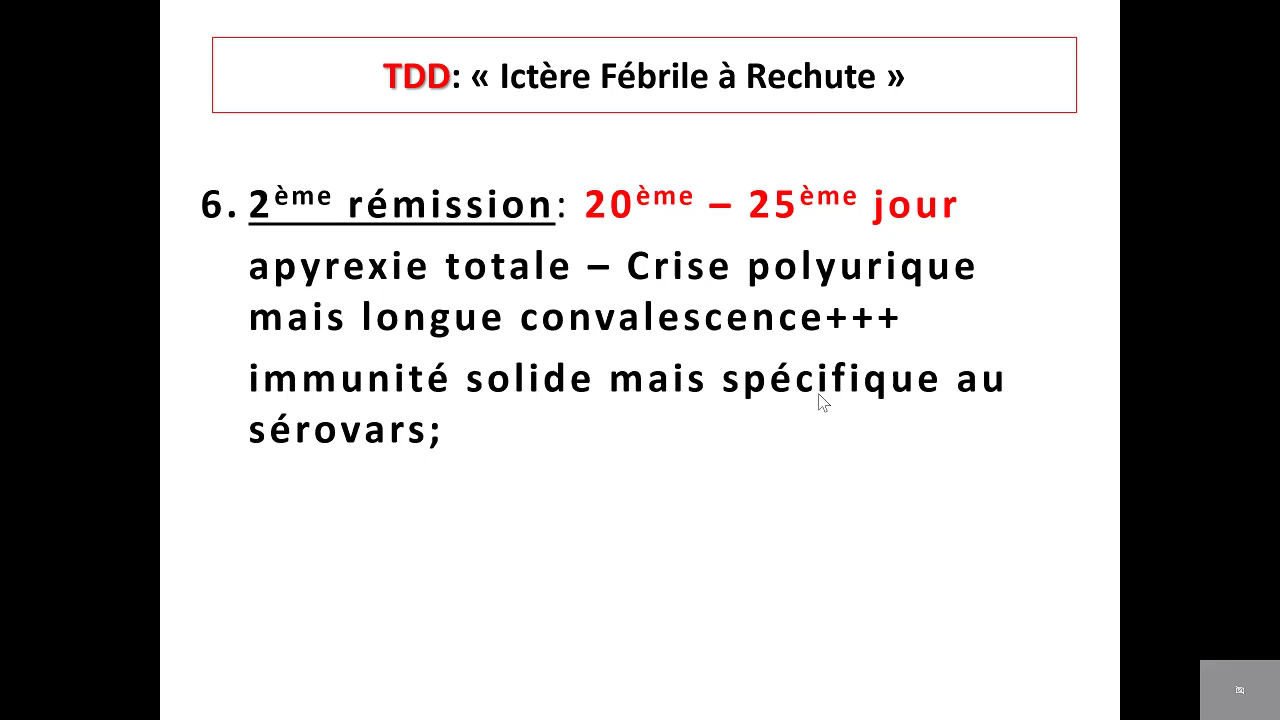 TDD: « Ictère Fébrile à Rechute »
6. 2ème rémission: 20ème – 25ème jour
apyrexie totale – Crise polyurique
mais longue convalescence+++
immunité solide mais spécifique au
sérovars;